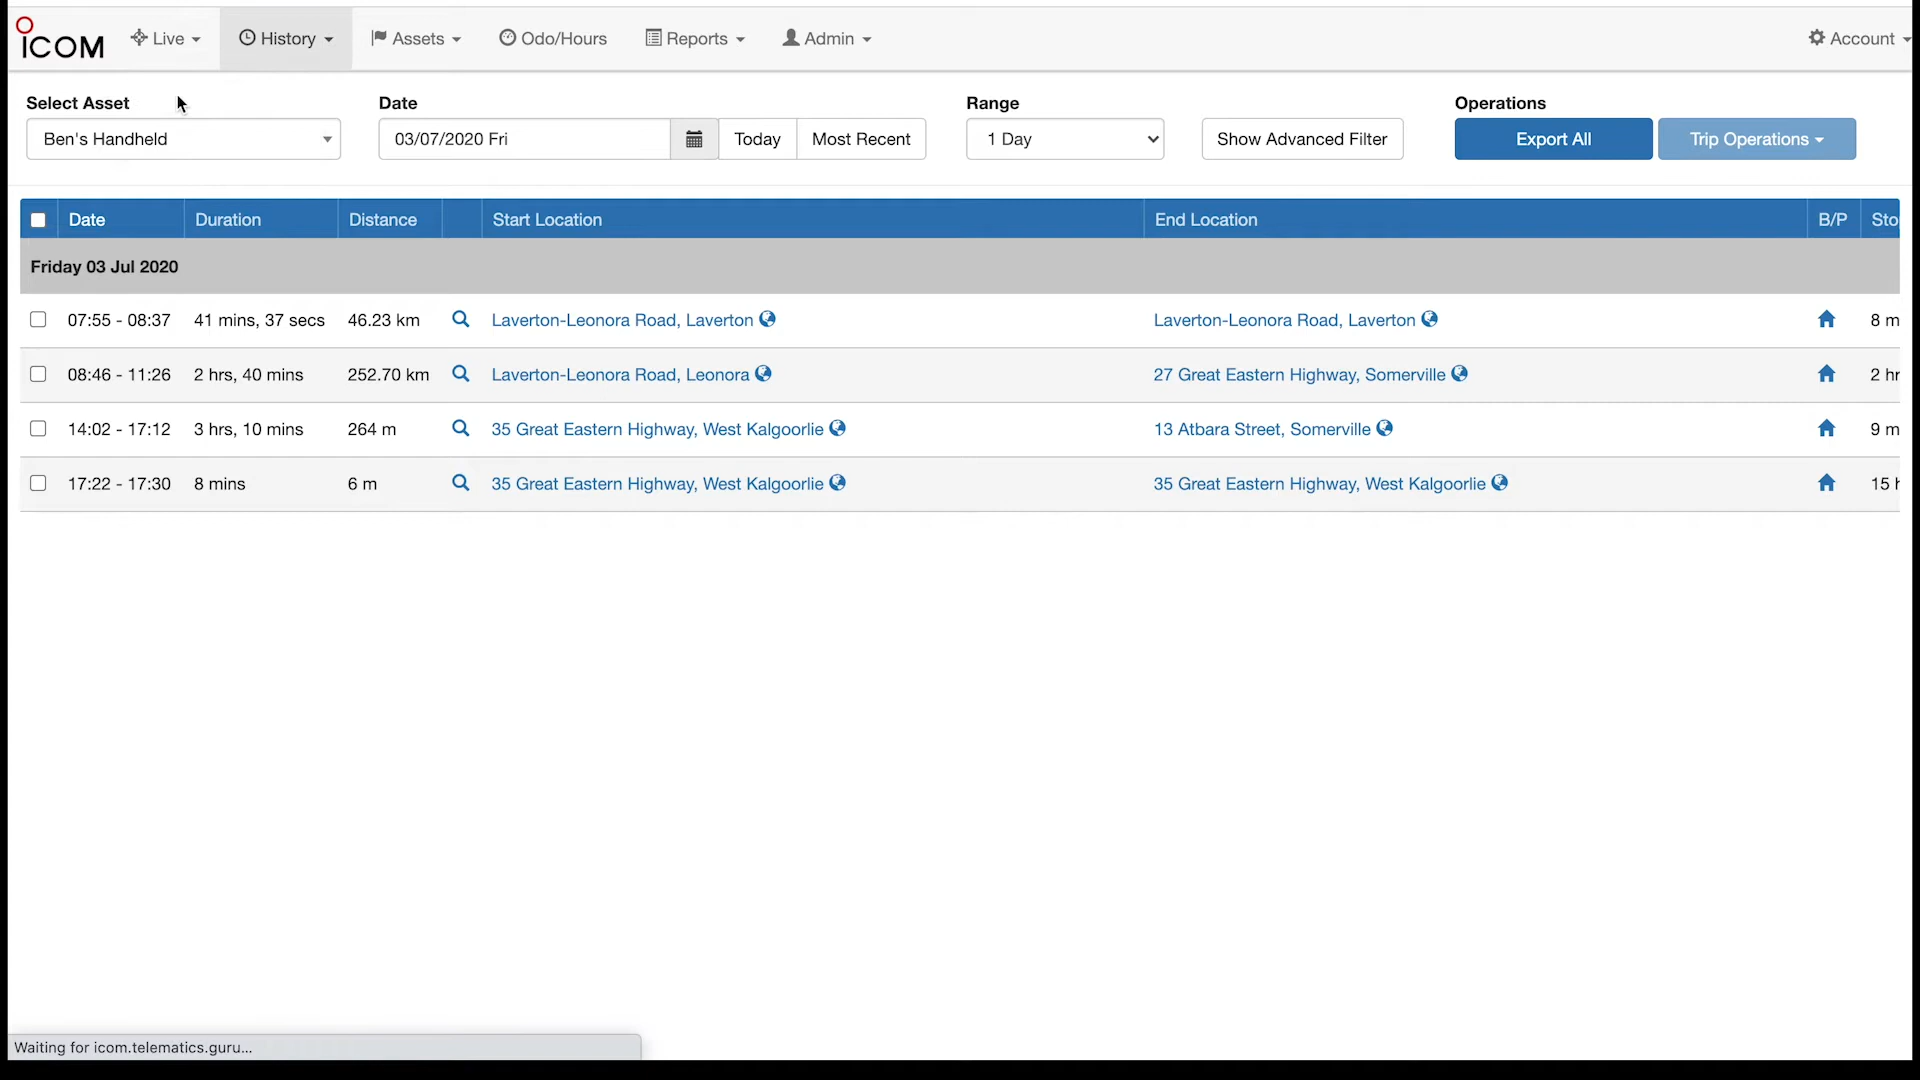 ICOM Live History Assets Odo/Hours Reports Admin Account
Select Asset Date Range Operations
Ben's Handheld 03/07/2020 Fri Today Most Recent 1 Day Show Advanced Filter Export All Trip Operations
Date Duration Distance Start Location End Location B/P Sto
Friday 03 Jul 2020
07:55 - 08:37 41 mins, 37 secs 46.23 km Laverton-Leonora Road, Laverton Laverton-Leonora Road, Laverton 8 m
08:46 - 11:26 2 hrs, 40 mins 252.70 km Laverton-Leonora Road, Leonora 27 Great Eastern Highway, Somerville 2 hr
14:02 - 17:12 3 hrs, 10 mins 264 m 35 Great Eastern Highway, West Kalgoorlie 13 Atbara Street, Somerville 9 m
17:22 - 17:30 8 mins 6 m 35 Great Eastern Highway, West Kalgoorlie 35 Great Eastern Highway, West Kalgoorlie 15 h
Waiting for icom.telematics.guru...